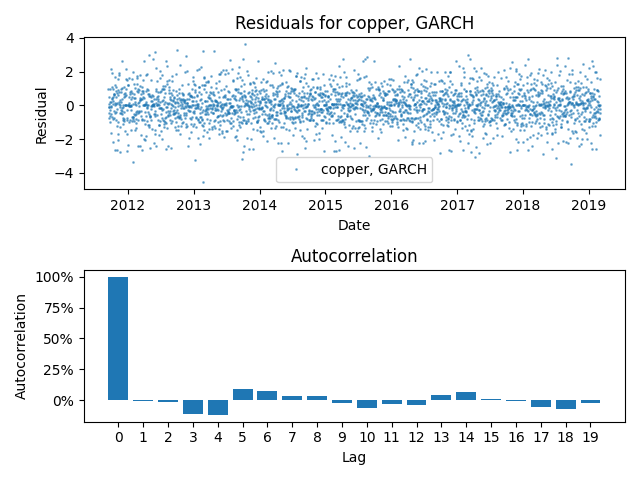 Residuals for copper, GARCH
4
2
0
−2
−4
Residual
copper, GARCH
2012 2013 2014 2015 2016 2017 2018 2019
Date
Autocorrelation
100%
75%
50%
25%
0%
Autocorrelation
0 1 2 3 4 5 6 7 8 9 10 11 12 13 14 15 16 17 18 19
Lag